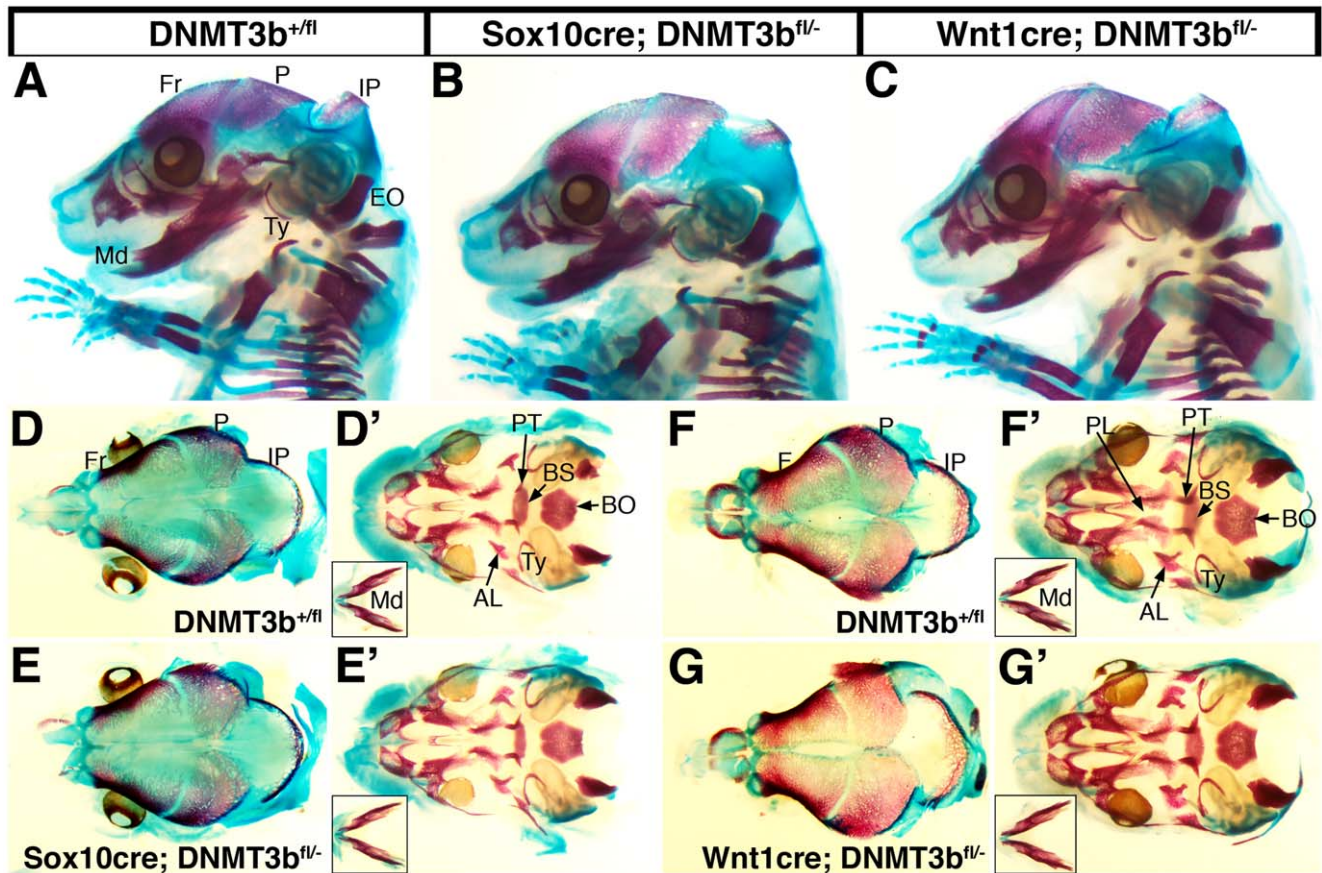 DNMT3b+/fl Sox10cre; DNMT3bfl/- Wnt1cre; DNMT3bfl/-
A Fr P IP EO Ty Md
B
C
D Fr P IP DNMT3b+/fl
D' PT BS BO Ty AL Md
F F P IP DNMT3b+/fl
F' PL PT BS BO Ty AL Md
E Sox10cre; DNMT3bfl/-
E'
G Wnt1cre; DNMT3bfl/-
G'